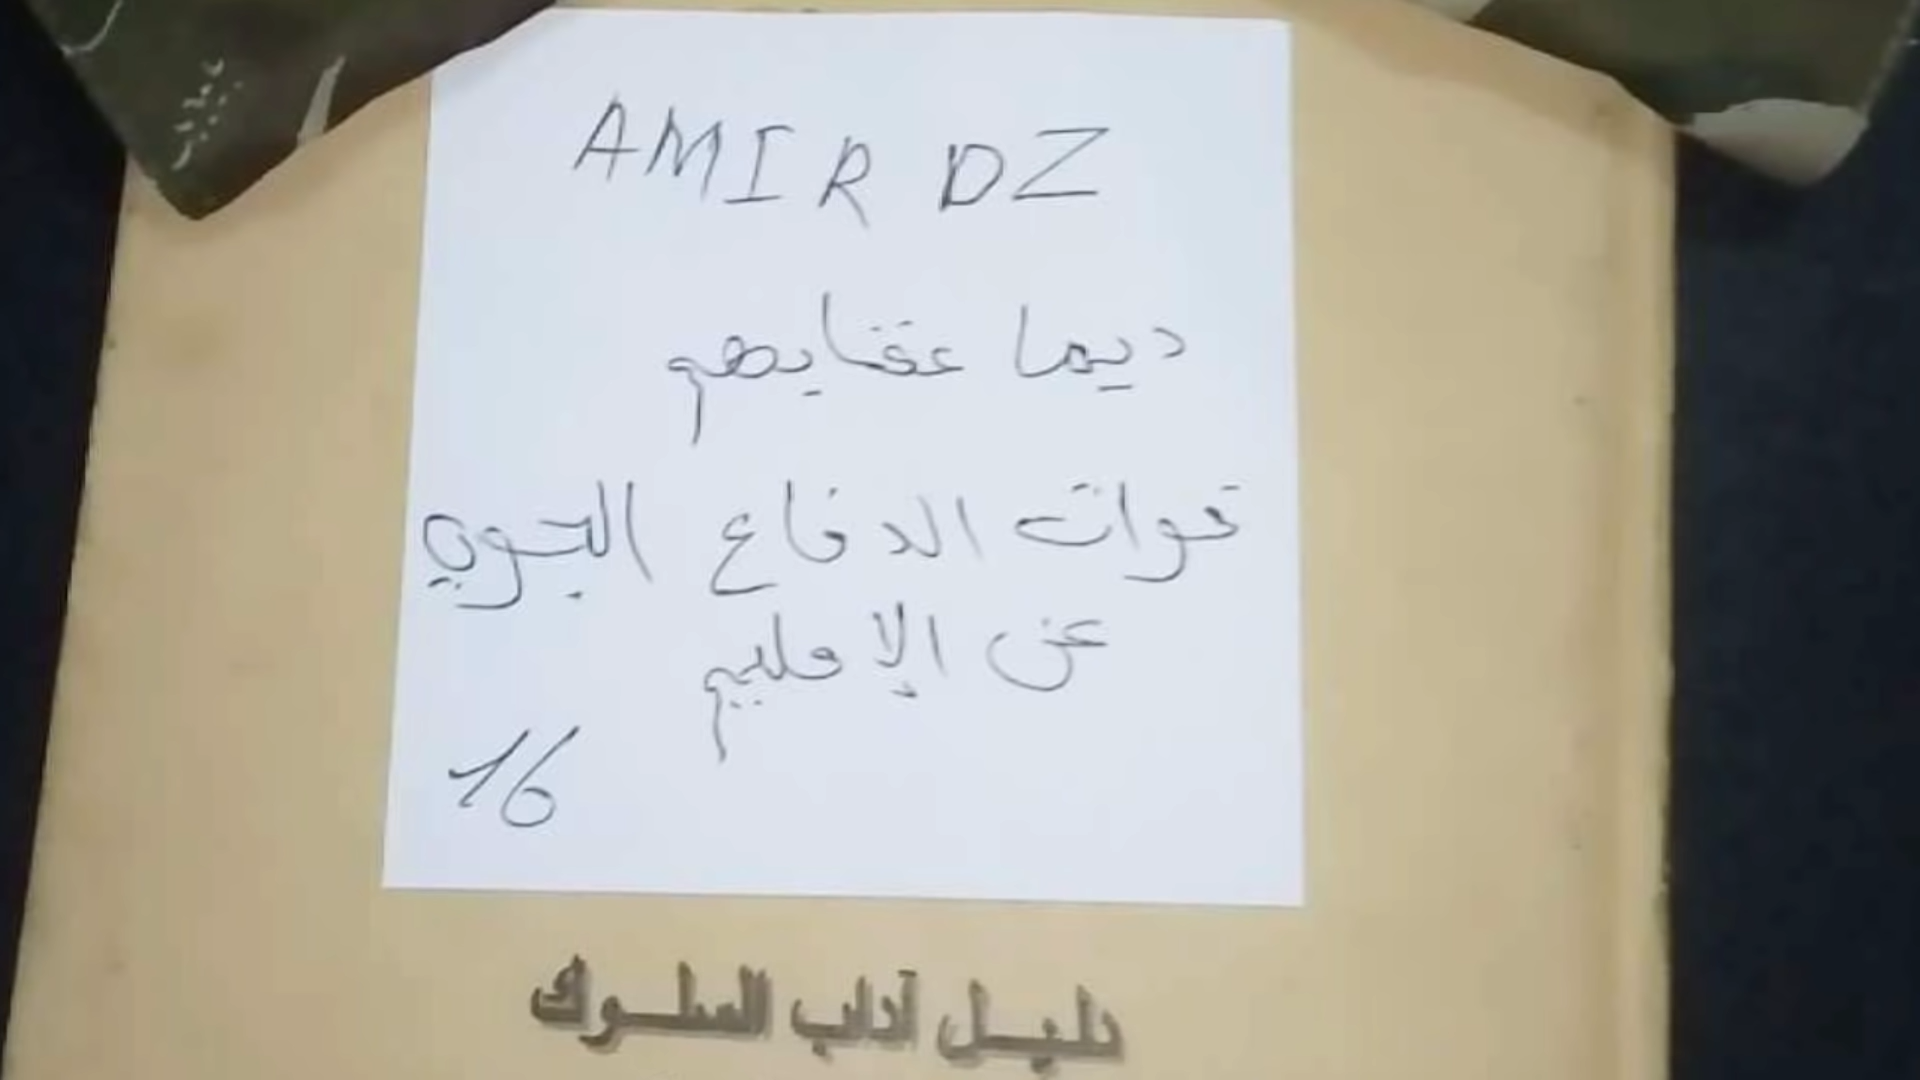 AMIR DZ
ديما عقابهم
قوات الدفاع الجوي
عن الإقليم
16
دليل آداب السلوك